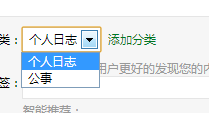 类： 个人日志 添加分类
个人日志
公事
用户更好的发现您的内
签：
智能推荐：